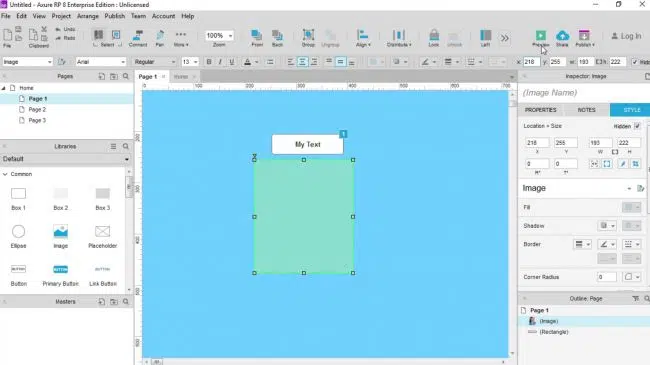 Untitled - Axure RP 8 Enterprise Edition : Unlicensed
File Edit View Project Arrange Publish Team Account Help
File Clipboard Undo Redo Select Connect Pen More 100% Zoom Front Back Group Ungroup Align Distribute Lock Unlock Left Preview Share Publish Log In
Image Arial Regular 13 B I U x: 218 y: 255 w: 193 h: 222
Pages Page 1 Home Inspector: Image
Home
Page 1
Page 2
Page 3
Libraries
Default
Common
Box 1 Box 2 Box 3
Ellipse Image Placeholder
BUTTON BUTTON BUTTON
Button Primary Button Link Button
Masters
0 100 200 300 400 500 600 700
200
300
400
500
600
1
My Text
(Image Name)
PROPERTIES NOTES STYLE
Location + Size Hidden
218 255 193 222
X Y W H
0 0
R° T°
Image
Fill
Shadow
Border
Corner Radius 0
Outline: Page
Page 1
(Image)
(Rectangle)